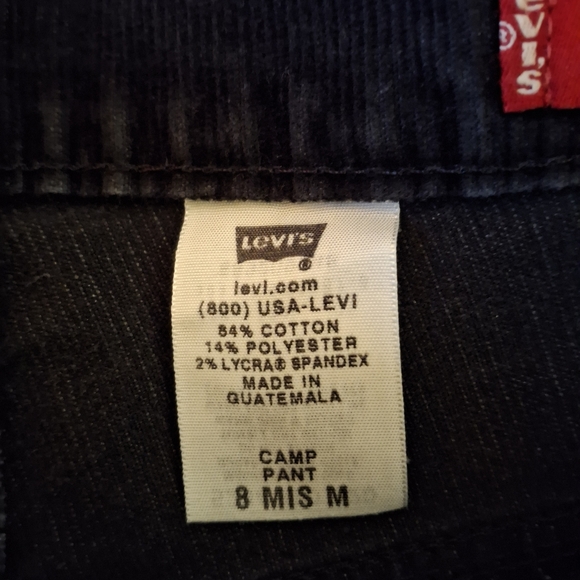 EVI'S
®
LEVI'S
®
levi.com
(800) USA-LEVI
84% COTTON
14% POLYESTER
2% LYCRA® SPANDEX
MADE IN
GUATEMALA
CAMP
PANT
8 MIS M